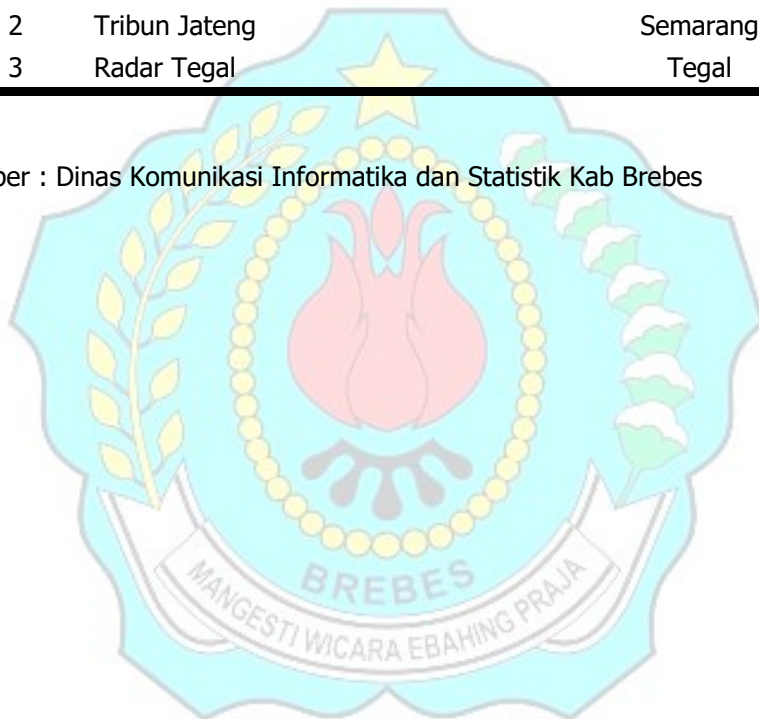 2 Tribun Jateng Semarang
3 Radar Tegal Tegal
ber : Dinas Komunikasi Informatika dan Statistik Kab Brebes
BREBES
MANGESTI WICARA EBAHING PRAJA